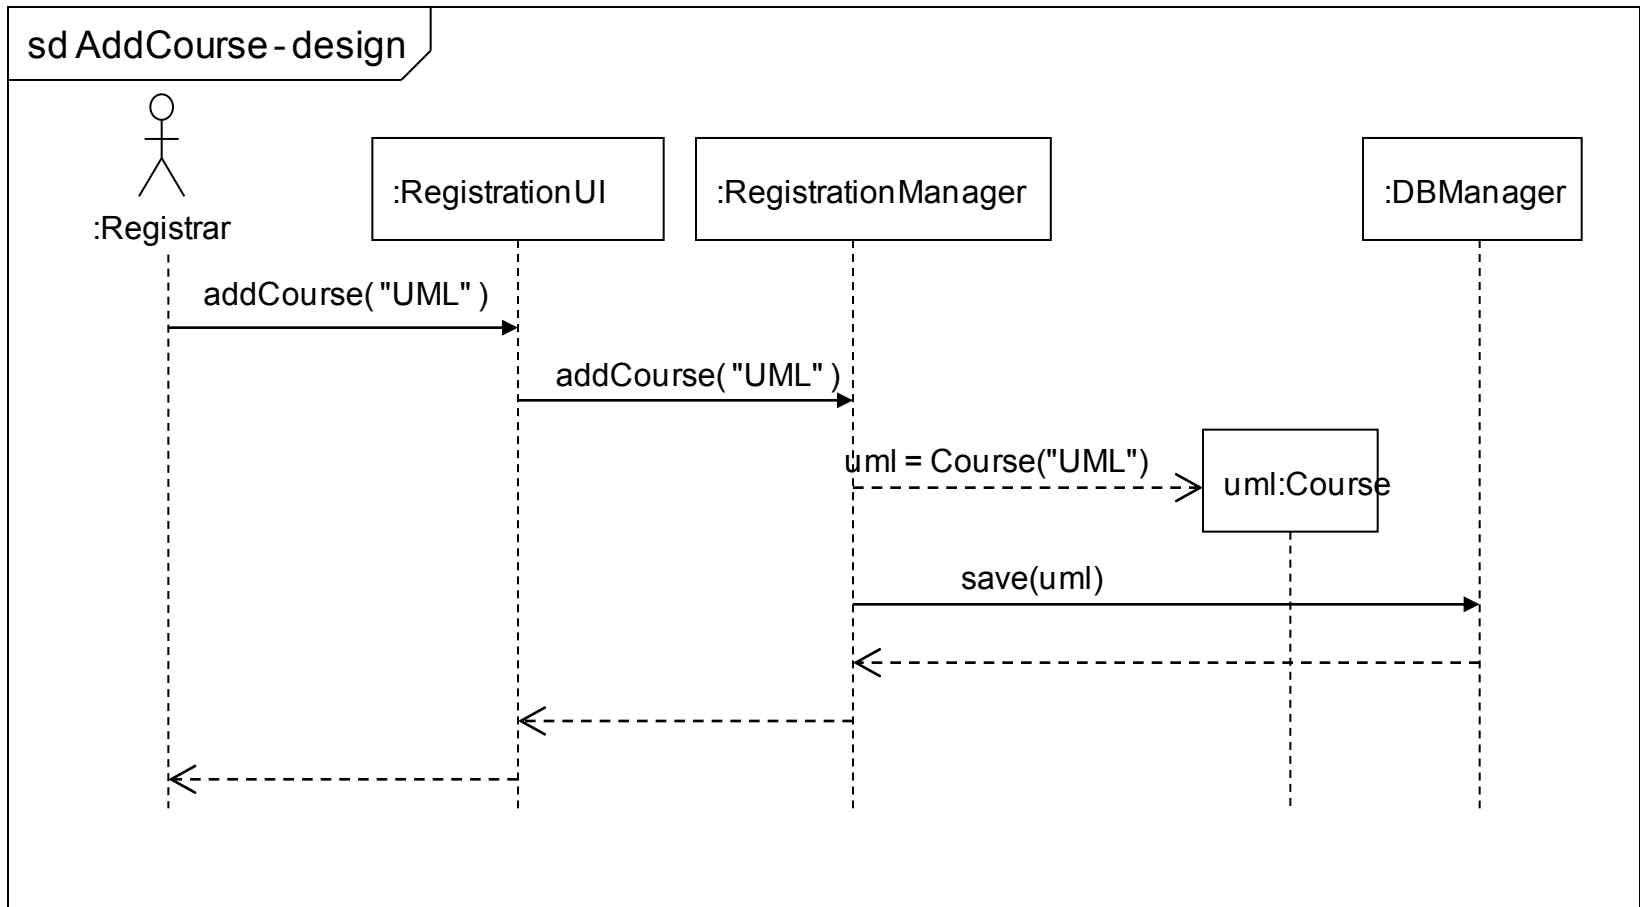 sd AddCourse-design
:RegistrationUI
:RegistrationManager
:DBManager
:Registrar
addCourse("UML")
addCourse("UML")
uml = Course("UML")
uml:Course
save(uml)